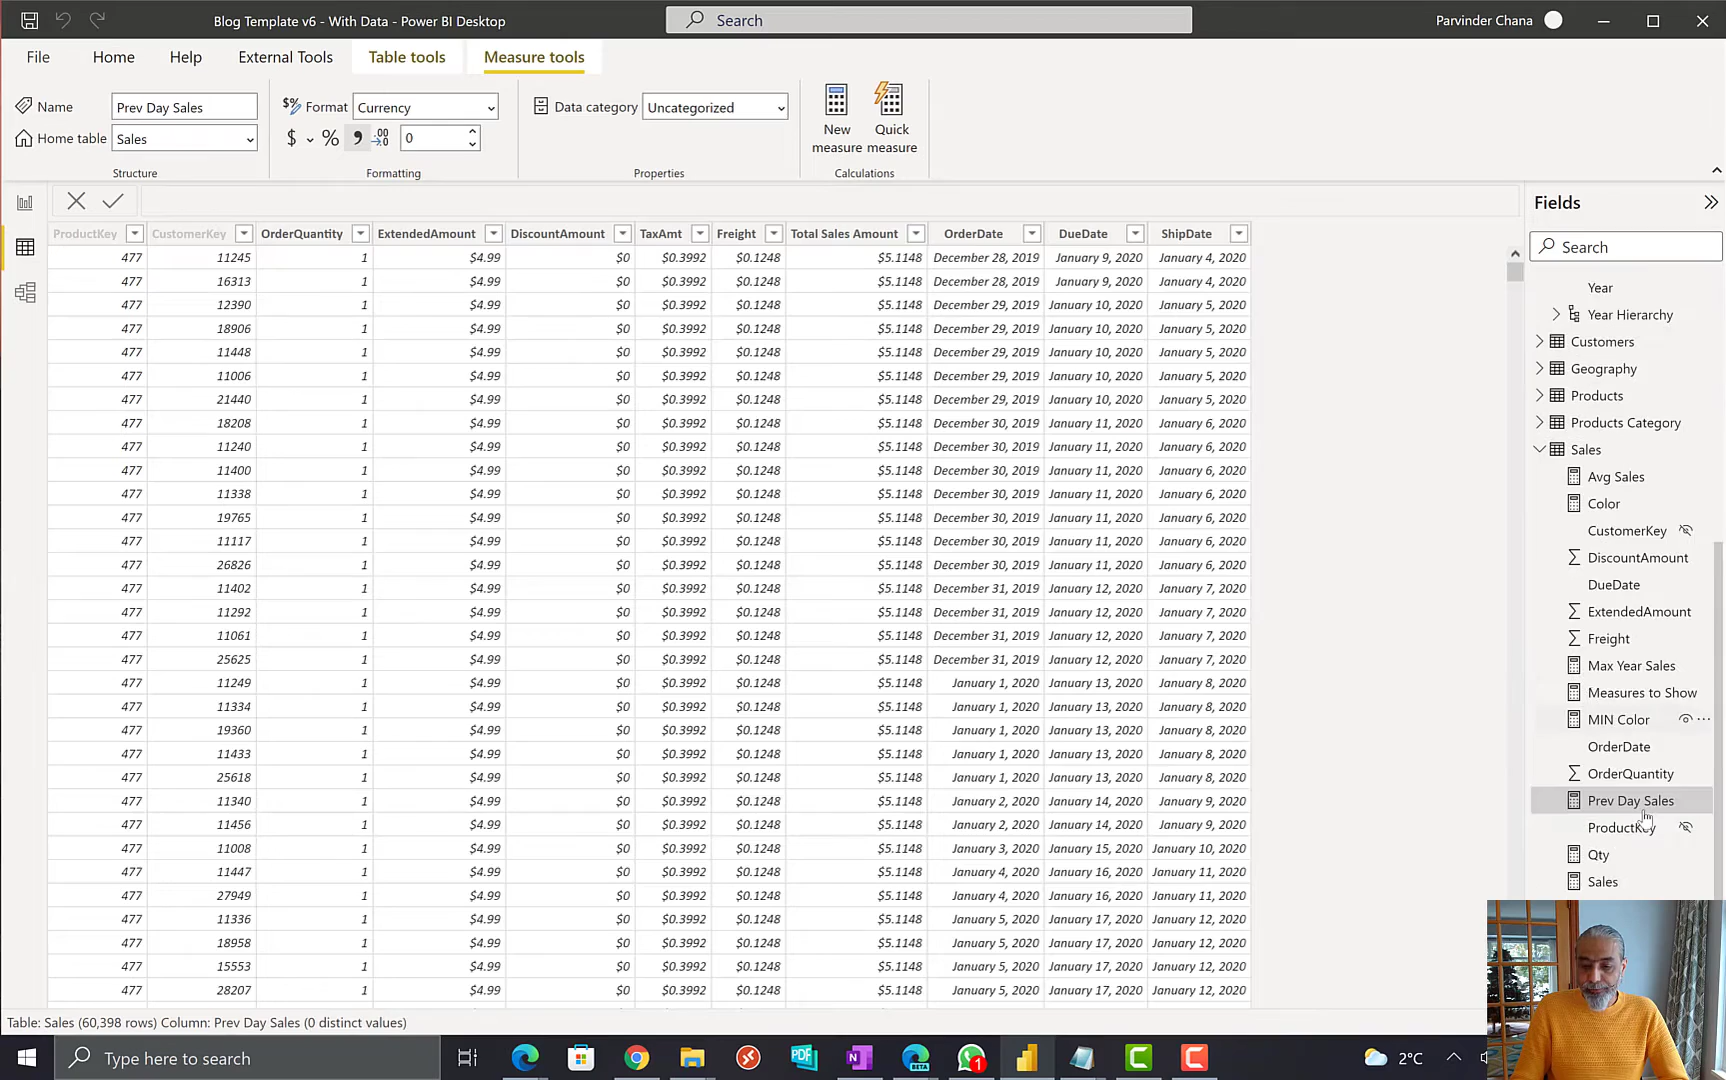 Blog Template v6 - With Data - Power BI Desktop
Search
Parvinder Chana
File Home Help External Tools Table tools Measure tools
Name Prev Day Sales
Home table Sales
Structure
Format Currency
$ % 9 .00 0
Formatting
Data category Uncategorized
Properties
New measure
Quick measure
Calculations
ProductKey CustomerKey OrderQuantity ExtendedAmount DiscountAmount TaxAmt Freight Total Sales Amount OrderDate DueDate ShipDate
477 11245 1 $4.99 $0 $0.3992 $0.1248 $5.1148 December 28, 2019 January 9, 2020 January 4, 2020
477 16313 1 $4.99 $0 $0.3992 $0.1248 $5.1148 December 28, 2019 January 9, 2020 January 4, 2020
477 12390 1 $4.99 $0 $0.3992 $0.1248 $5.1148 December 29, 2019 January 10, 2020 January 5, 2020
477 18906 1 $4.99 $0 $0.3992 $0.1248 $5.1148 December 29, 2019 January 10, 2020 January 5, 2020
477 11448 1 $4.99 $0 $0.3992 $0.1248 $5.1148 December 29, 2019 January 10, 2020 January 5, 2020
477 11006 1 $4.99 $0 $0.3992 $0.1248 $5.1148 December 29, 2019 January 10, 2020 January 5, 2020
477 21440 1 $4.99 $0 $0.3992 $0.1248 $5.1148 December 29, 2019 January 10, 2020 January 5, 2020
477 18208 1 $4.99 $0 $0.3992 $0.1248 $5.1148 December 30, 2019 January 11, 2020 January 6, 2020
477 11240 1 $4.99 $0 $0.3992 $0.1248 $5.1148 December 30, 2019 January 11, 2020 January 6, 2020
477 11400 1 $4.99 $0 $0.3992 $0.1248 $5.1148 December 30, 2019 January 11, 2020 January 6, 2020
477 11338 1 $4.99 $0 $0.3992 $0.1248 $5.1148 December 30, 2019 January 11, 2020 January 6, 2020
477 19765 1 $4.99 $0 $0.3992 $0.1248 $5.1148 December 30, 2019 January 11, 2020 January 6, 2020
477 11117 1 $4.99 $0 $0.3992 $0.1248 $5.1148 December 30, 2019 January 11, 2020 January 6, 2020
477 26826 1 $4.99 $0 $0.3992 $0.1248 $5.1148 December 30, 2019 January 11, 2020 January 6, 2020
477 11402 1 $4.99 $0 $0.3992 $0.1248 $5.1148 December 31, 2019 January 12, 2020 January 7, 2020
477 11292 1 $4.99 $0 $0.3992 $0.1248 $5.1148 December 31, 2019 January 12, 2020 January 7, 2020
477 11061 1 $4.99 $0 $0.3992 $0.1248 $5.1148 December 31, 2019 January 12, 2020 January 7, 2020
477 25625 1 $4.99 $0 $0.3992 $0.1248 $5.1148 December 31, 2019 January 12, 2020 January 7, 2020
477 11249 1 $4.99 $0 $0.3992 $0.1248 $5.1148 January 1, 2020 January 13, 2020 January 8, 2020
477 11334 1 $4.99 $0 $0.3992 $0.1248 $5.1148 January 1, 2020 January 13, 2020 January 8, 2020
477 19360 1 $4.99 $0 $0.3992 $0.1248 $5.1148 January 1, 2020 January 13, 2020 January 8, 2020
477 11433 1 $4.99 $0 $0.3992 $0.1248 $5.1148 January 1, 2020 January 13, 2020 January 8, 2020
477 25618 1 $4.99 $0 $0.3992 $0.1248 $5.1148 January 1, 2020 January 13, 2020 January 8, 2020
477 11340 1 $4.99 $0 $0.3992 $0.1248 $5.1148 January 2, 2020 January 14, 2020 January 9, 2020
477 11456 1 $4.99 $0 $0.3992 $0.1248 $5.1148 January 2, 2020 January 14, 2020 January 9, 2020
477 11008 1 $4.99 $0 $0.3992 $0.1248 $5.1148 January 3, 2020 January 15, 2020 January 10, 2020
477 11447 1 $4.99 $0 $0.3992 $0.1248 $5.1148 January 4, 2020 January 16, 2020 January 11, 2020
477 27949 1 $4.99 $0 $0.3992 $0.1248 $5.1148 January 4, 2020 January 16, 2020 January 11, 2020
477 11336 1 $4.99 $0 $0.3992 $0.1248 $5.1148 January 5, 2020 January 17, 2020 January 12, 2020
477 18958 1 $4.99 $0 $0.3992 $0.1248 $5.1148 January 5, 2020 January 17, 2020 January 12, 2020
477 15553 1 $4.99 $0 $0.3992 $0.1248 $5.1148 January 5, 2020 January 17, 2020 January 12, 2020
477 28207 1 $4.99 $0 $0.3992 $0.1248 $5.1148 January 5, 2020 January 17, 2020 January 12, 2020
Fields
Search
Year
Year Hierarchy
Customers
Geography
Products
Products Category
Sales
Avg Sales
Color
CustomerKey
DiscountAmount
DueDate
ExtendedAmount
Freight
Max Year Sales
Measures to Show
MIN Color
OrderDate
OrderQuantity
Prev Day Sales
ProductKey
Qty
Sales
Table: Sales (60,398 rows) Column: Prev Day Sales (0 distinct values)
Type here to search
PDF
BETA
1
2°C